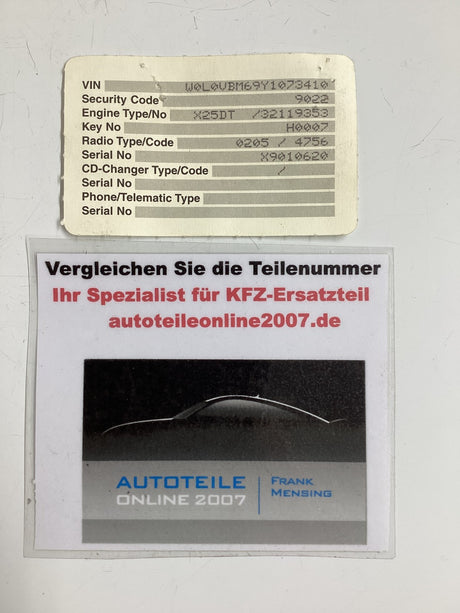 VIN W0L0VBM69Y1073410
Security Code 9022
Engine Type/No X25DT /32119353
Key No H0007
Radio Type/Code 0205 / 4756
Serial No X9010620
CD-Changer Type/Code /
Serial No
Phone/Telematic Type
Serial No
Vergleichen Sie die Teilenummer
Ihr Spezialist für KFZ-Ersatzteil
autoteileonline2007.de
AUTOTEILE
ONLINE 2007
FRANK
MENSING